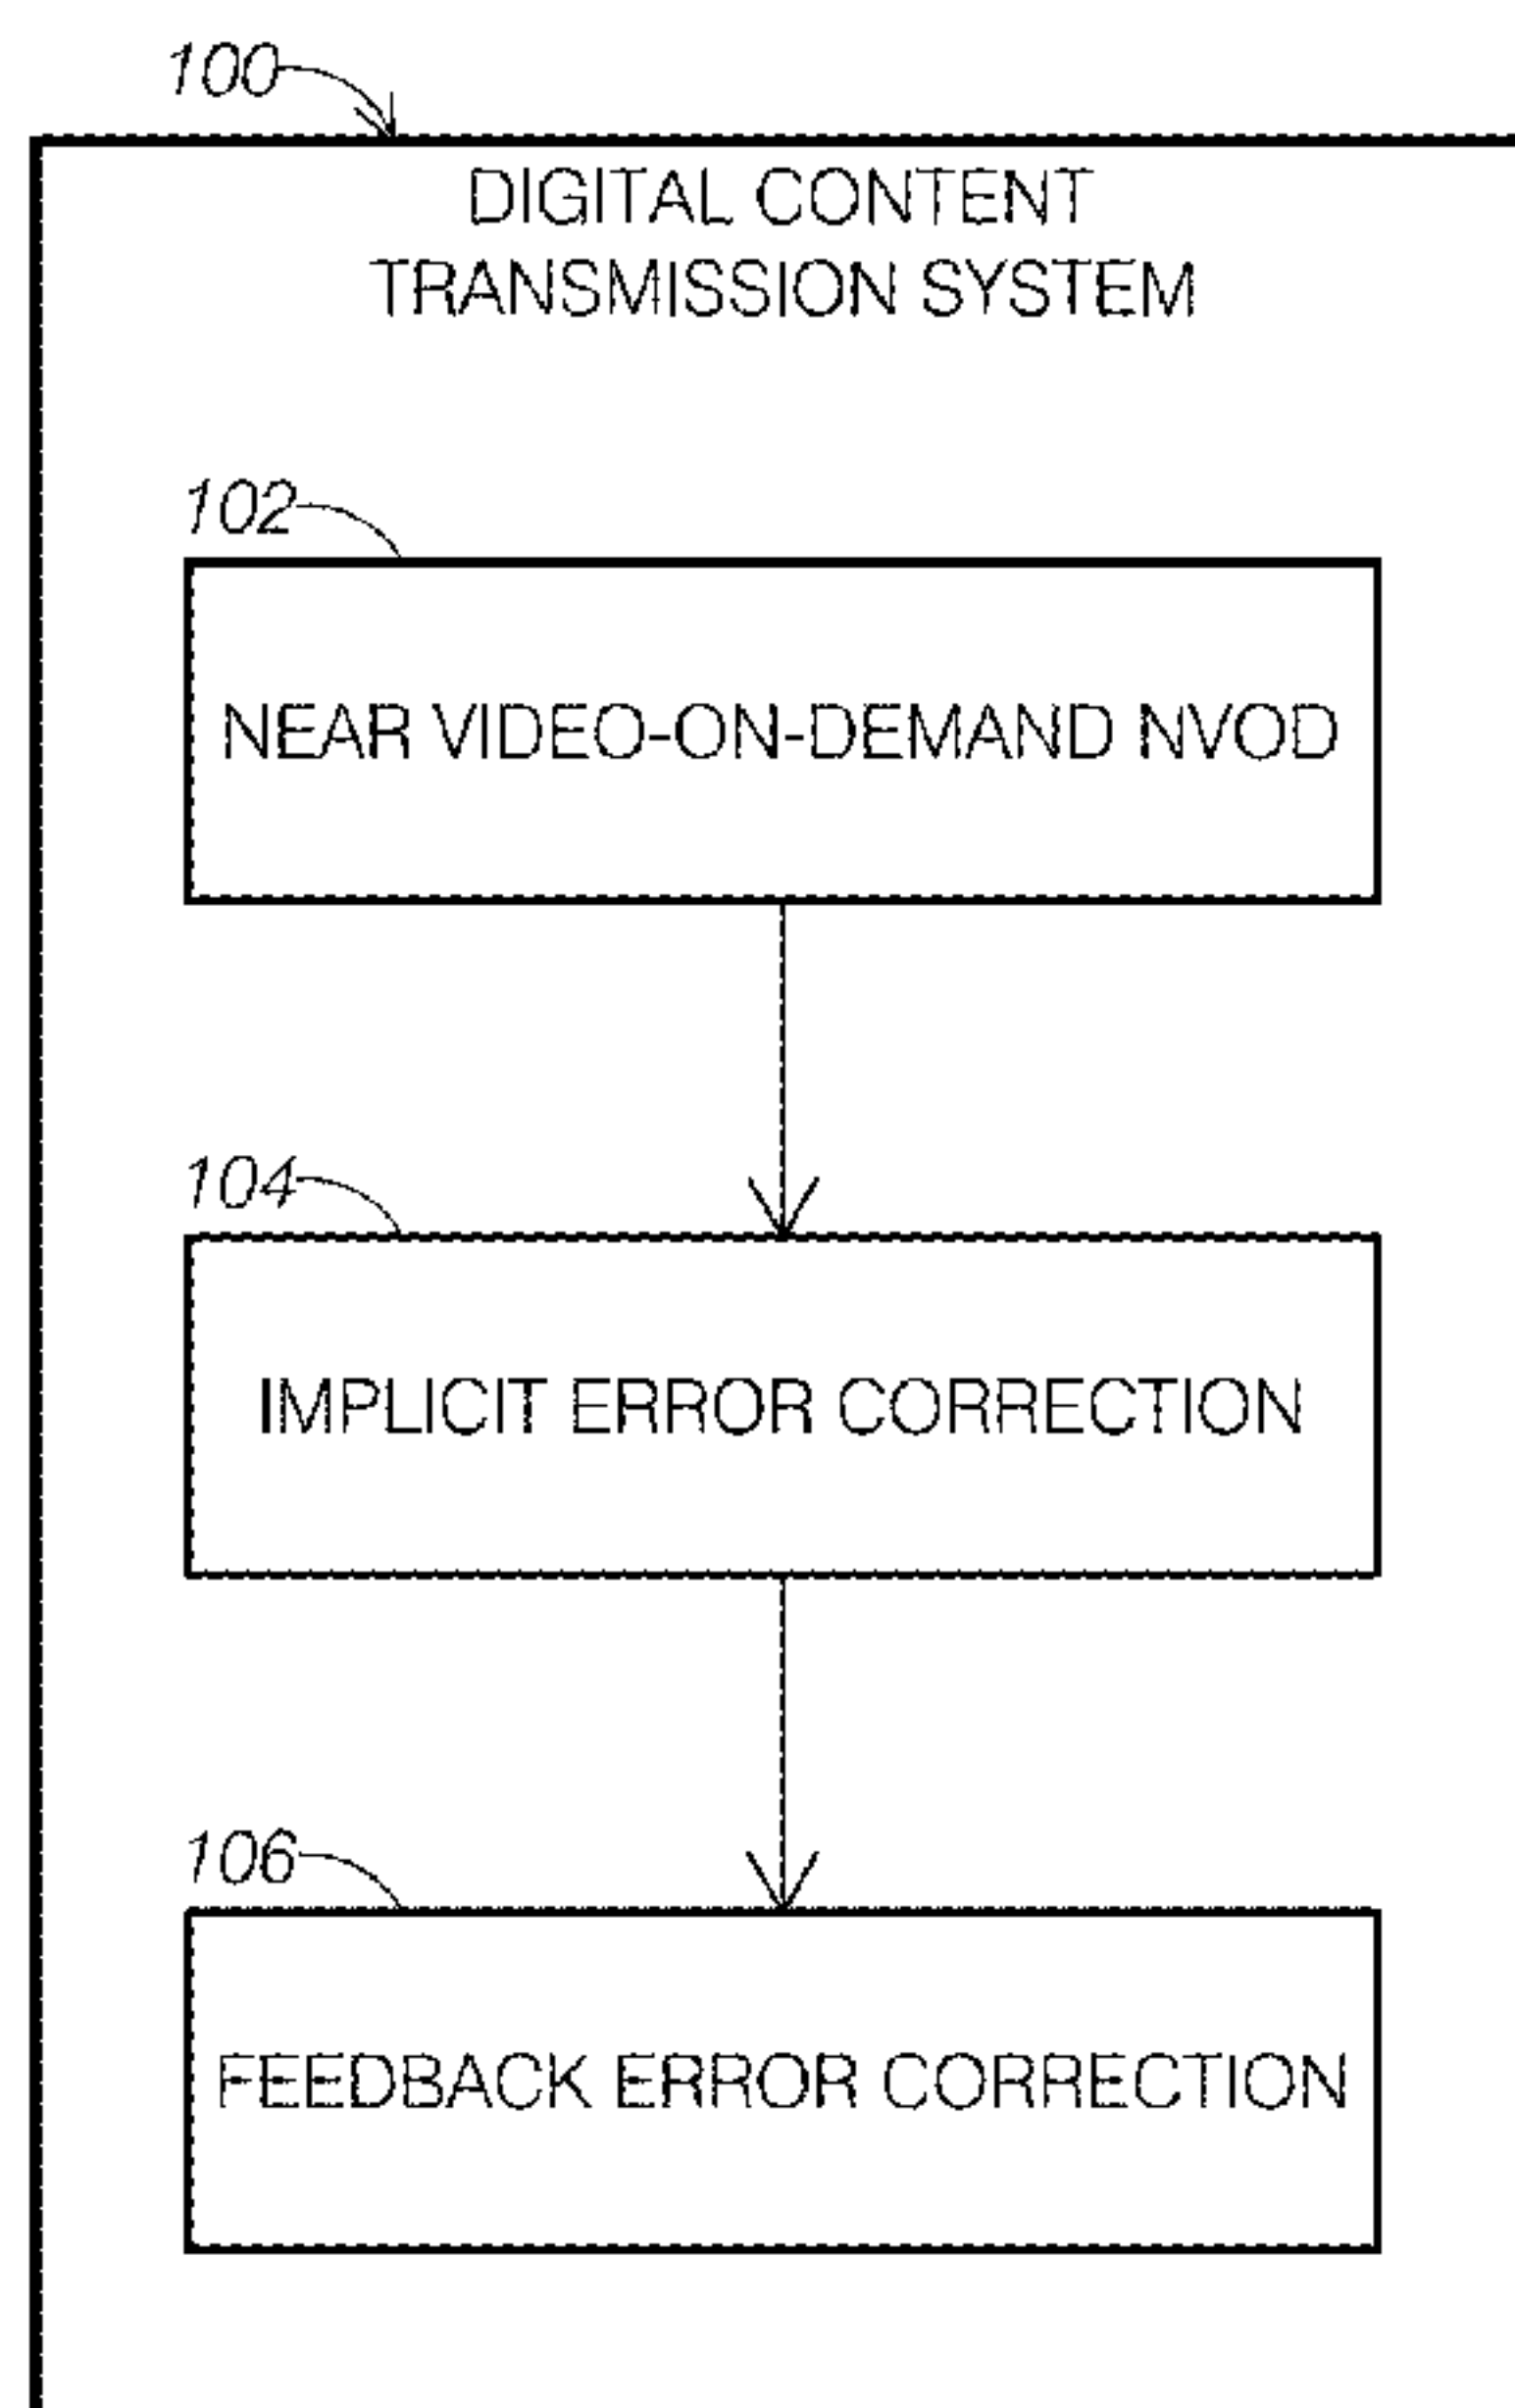 100
DIGITAL CONTENT
TRANSMISSION SYSTEM
102
NEAR VIDEO-ON-DEMAND NVOD
104
IMPLICIT ERROR CORRECTION
106
FEEDBACK ERROR CORRECTION